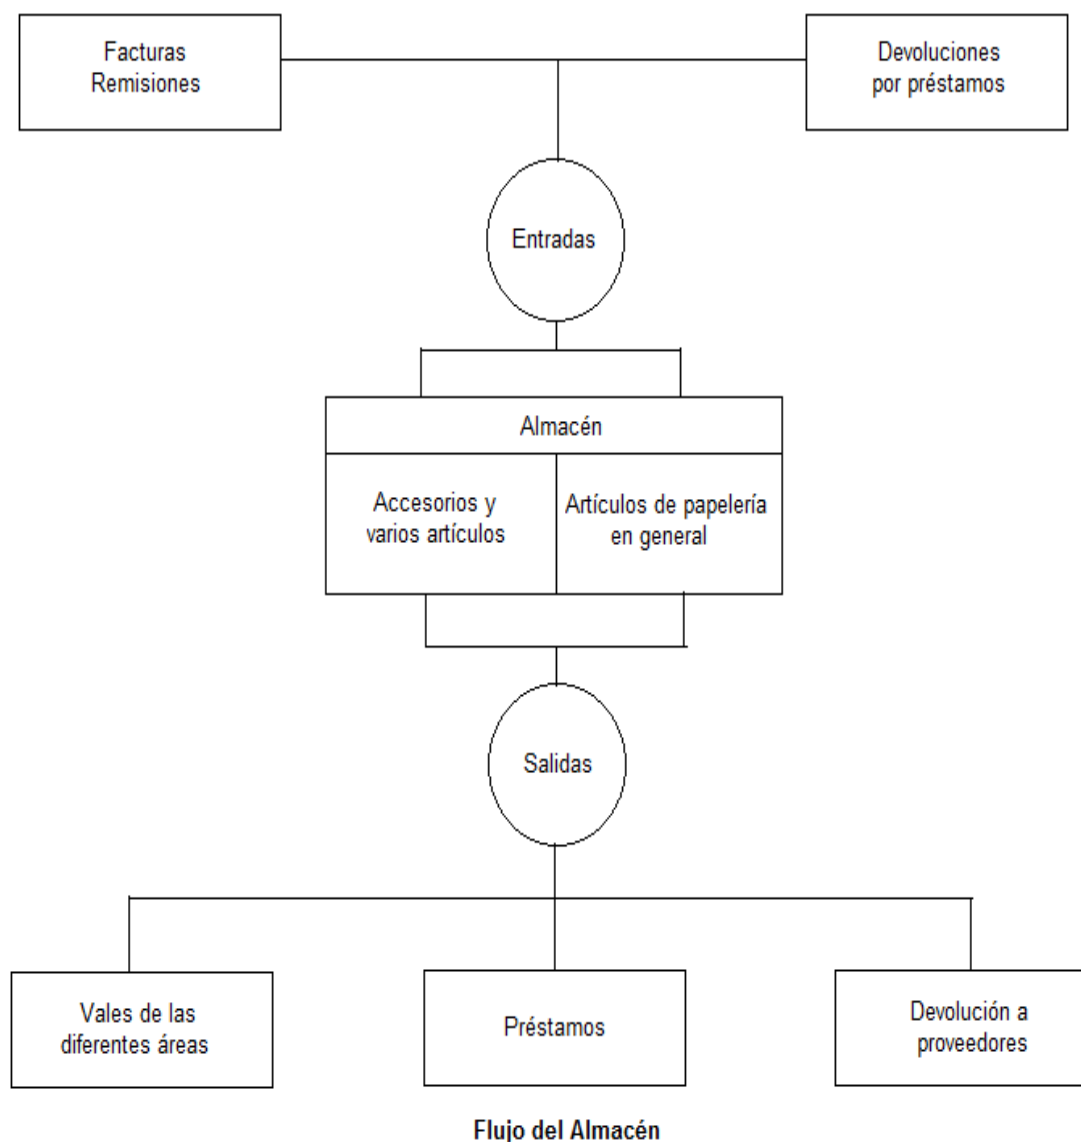 Facturas
Remisiones
Devoluciones
por préstamos
Entradas
Almacén
Accesorios y
varios artículos
Artículos de papelería
en general
Salidas
Vales de las
diferentes áreas
Préstamos
Devolución a
proveedores
Flujo del Almacén